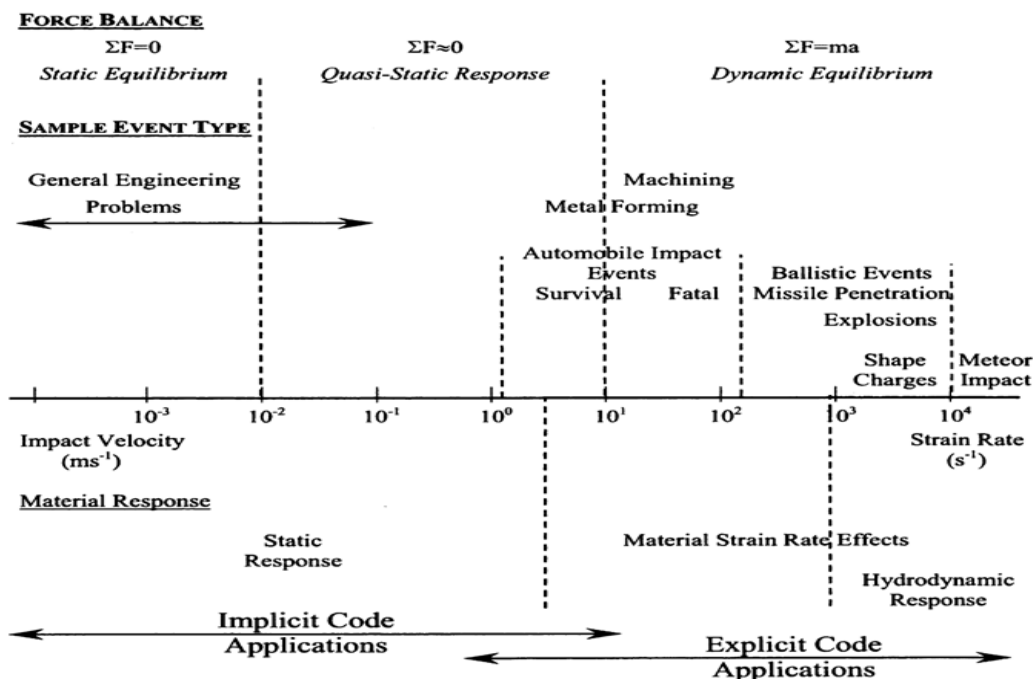 FORCE BALANCE
ΣF=0 ΣF≈0 ΣF=ma
Static Equilibrium Quasi-Static Response Dynamic Equilibrium
SAMPLE EVENT TYPE
General Engineering
Problems
Machining
Metal Forming
Automobile Impact
Events
Survival Fatal
Ballistic Events
Missile Penetration
Explosions
Shape
Charges
Meteor
Impact
10⁻³ 10⁻² 10⁻¹ 10⁰ 10¹ 10² 10³ 10⁴
Impact Velocity
(ms⁻¹)
Strain Rate
(s⁻¹)
Material Response
Static
Response
Material Strain Rate Effects
Hydrodynamic
Response
Implicit Code
Applications
Explicit Code
Applications